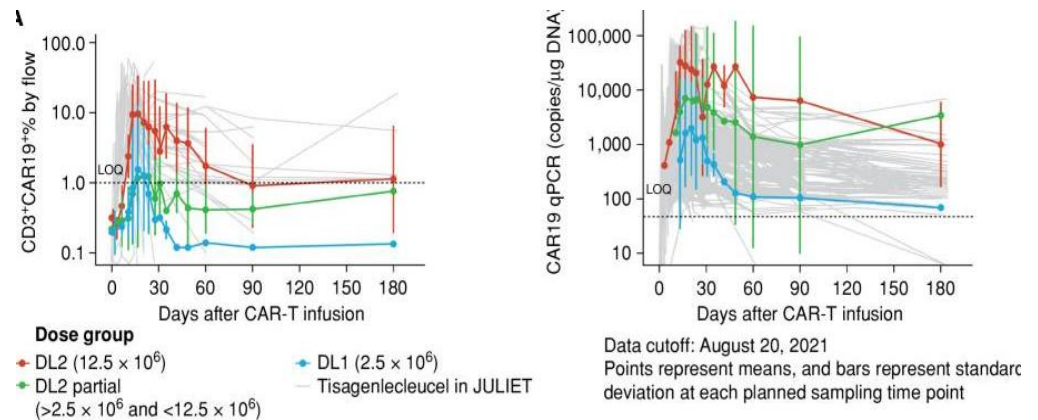 A
CD3+CAR19+% by flow
100.0
10.0
LOQ
1.0
0.1
0 30 60 90 120 150 180
Days after CAR-T infusion
CAR19 qPCR (copies/µg DNA)
100,000
10,000
1,000
LOQ
100
10
0 30 60 90 120 150 180
Days after CAR-T infusion
Dose group
DL2 (12.5 × 10⁶)
DL2 partial
(>2.5 × 10⁶ and <12.5 × 10⁶)
DL1 (2.5 × 10⁶)
Tisagenlecleucel in JULIET
Data cutoff: August 20, 2021
Points represent means, and bars represent standard
deviation at each planned sampling time point